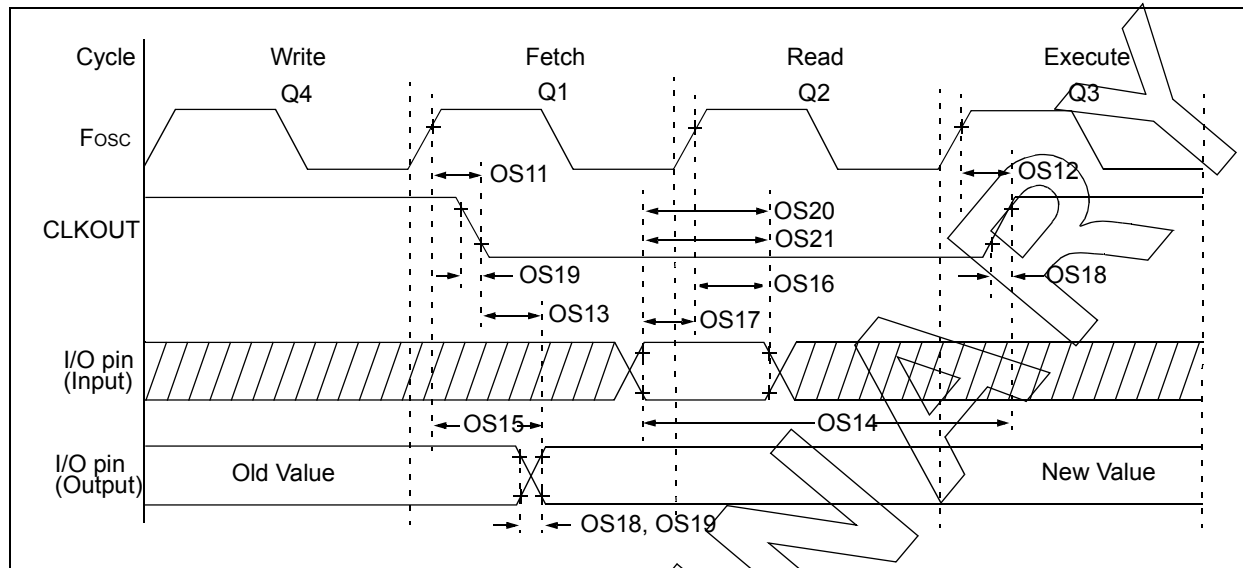 Cycle Write Fetch Read Execute
Q4 Q1 Q2 Q3
FOSC
OS11 OS12
CLKOUT
OS20
OS21
OS19 OS16 OS18
OS13 OS17
I/O pin
(Input)
OS15 OS14
I/O pin
(Output)
Old Value New Value
OS18, OS19